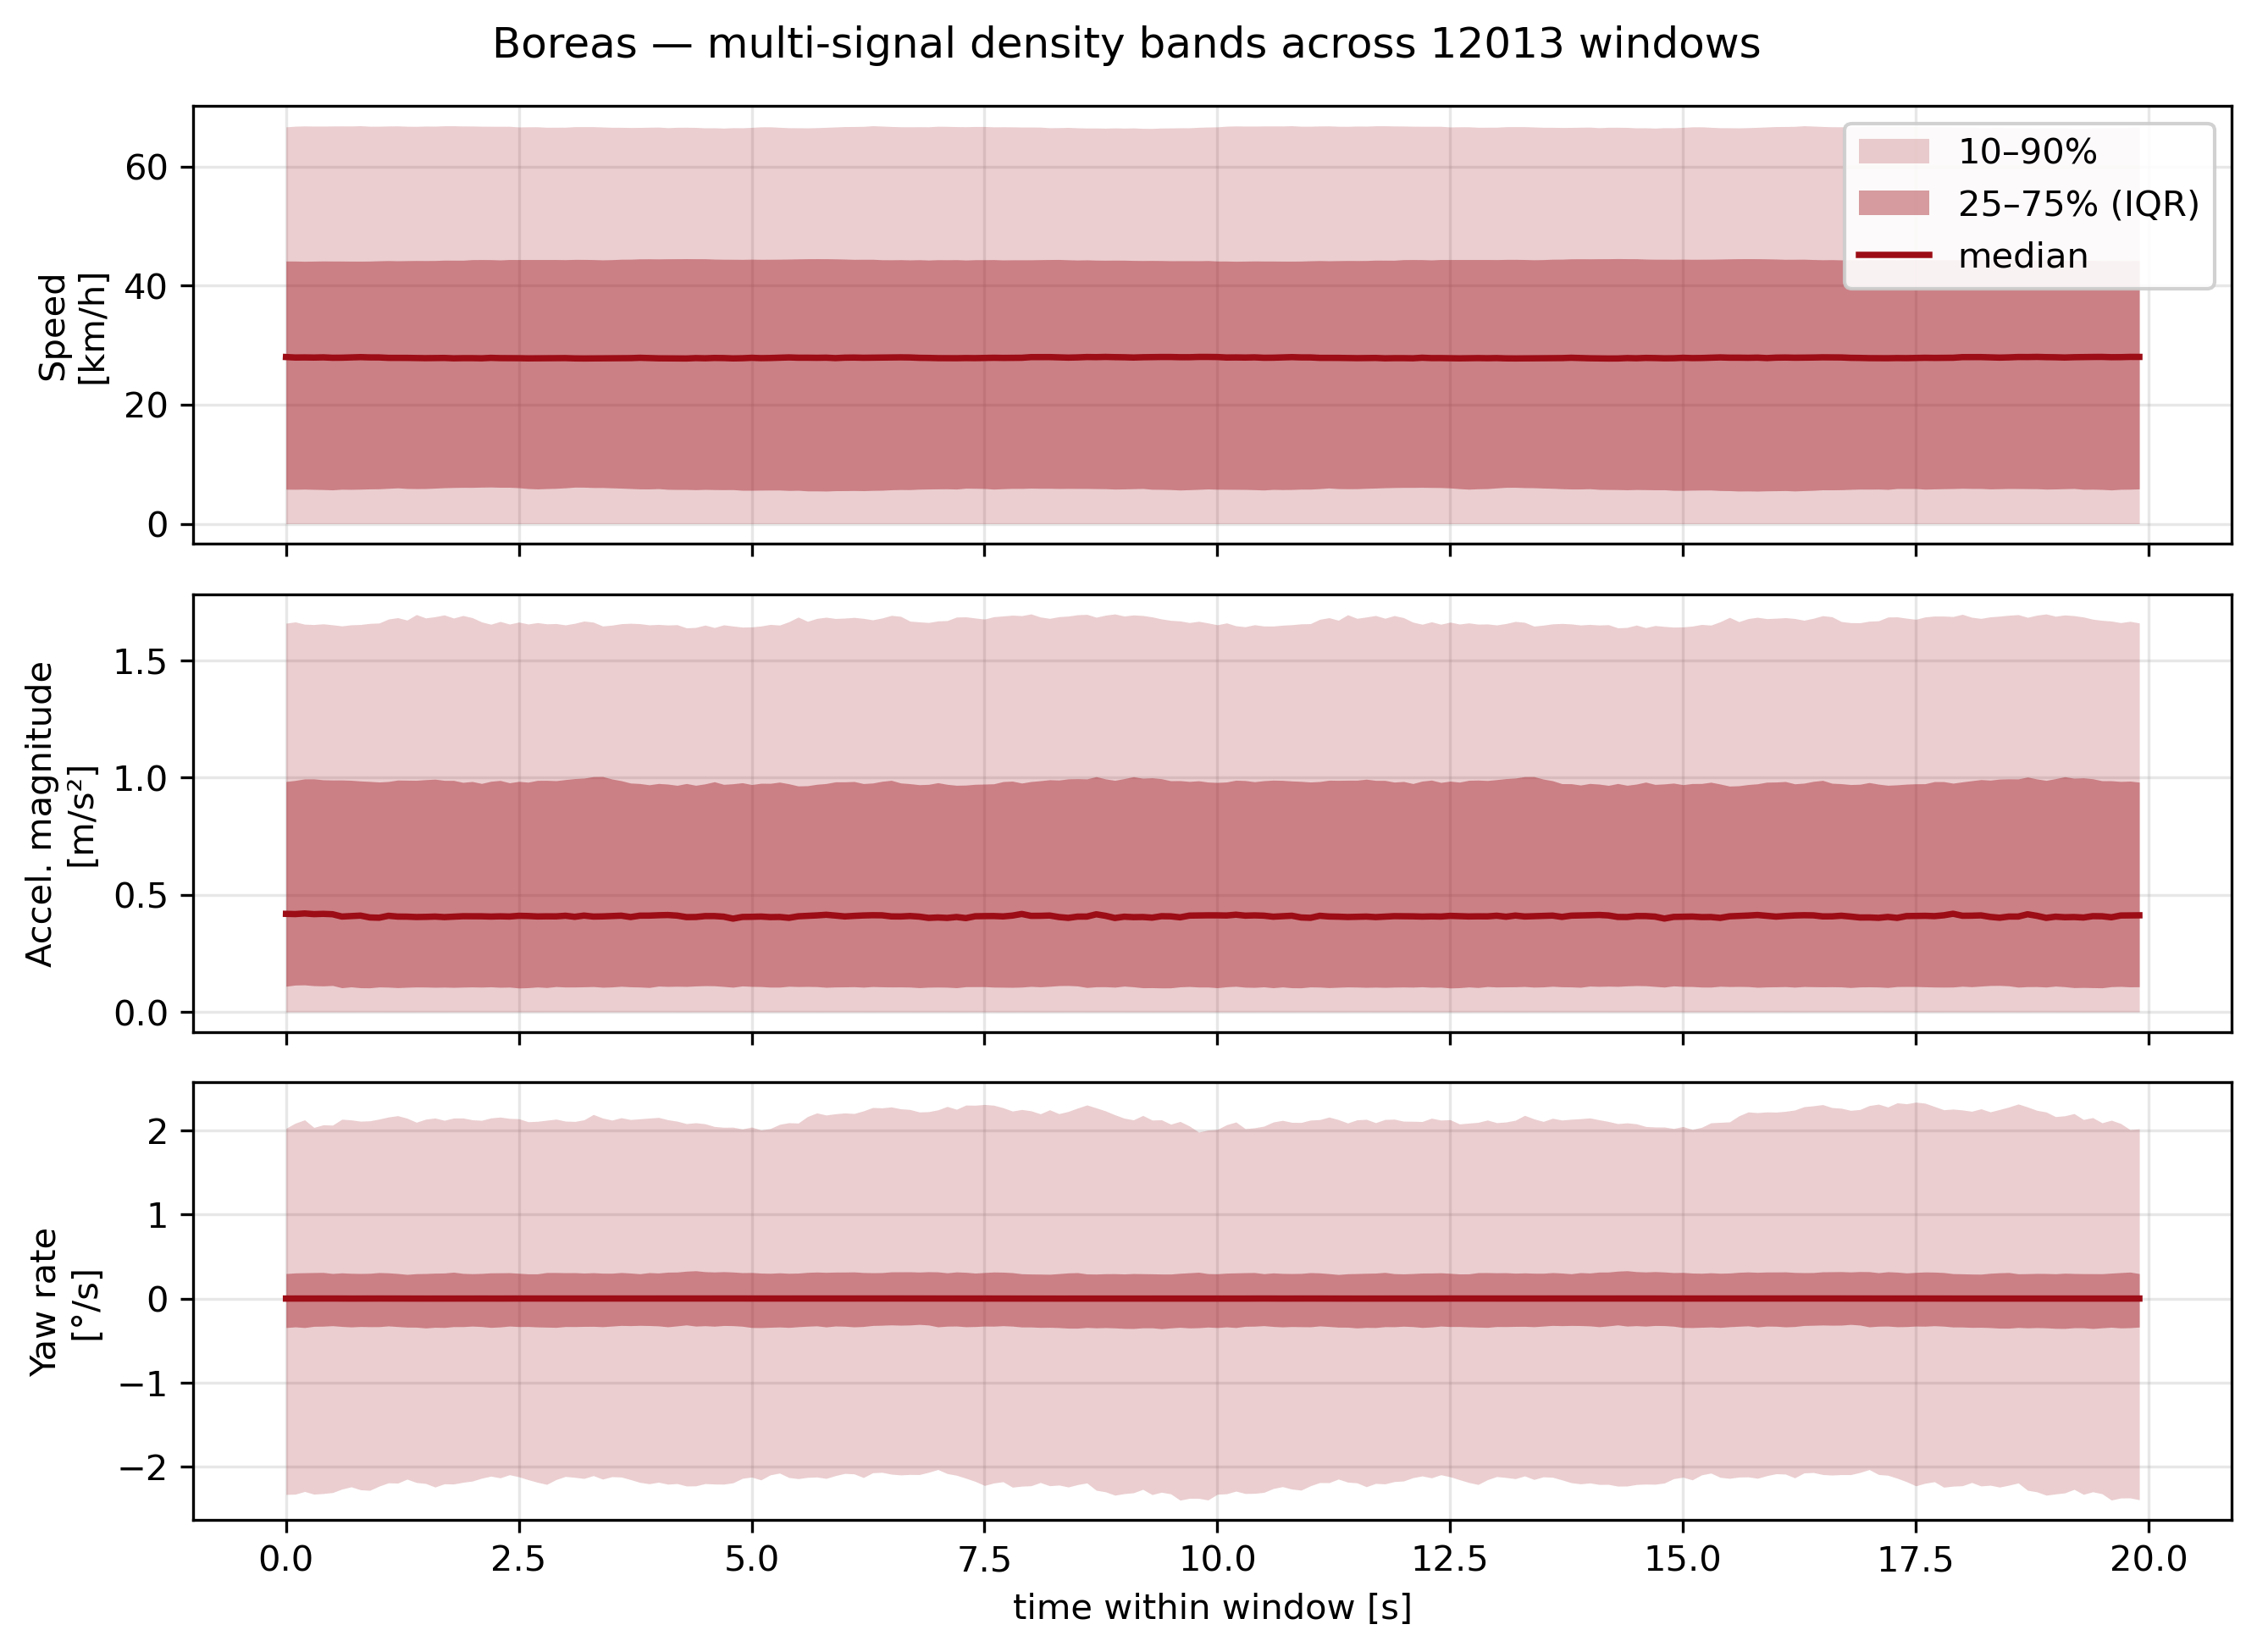 Boreas — multi-signal density bands across 12013 windows
10–90%
25–75% (IQR)
median
Speed
[km/h]
60
40
20
0
Accel. magnitude
[m/s²]
1.5
1.0
0.5
0.0
Yaw rate
[°/s]
2
1
0
−1
−2
0.0 2.5 5.0 7.5 10.0 12.5 15.0 17.5 20.0
time within window [s]